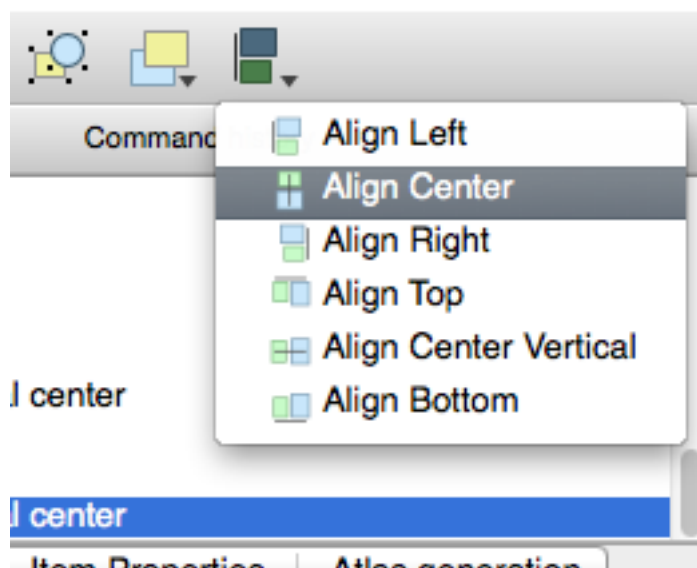 Command
Align Left
Align Center
Align Right
Align Top
Align Center Vertical
l center
Align Bottom
l center
Item Properties
Atlas generation